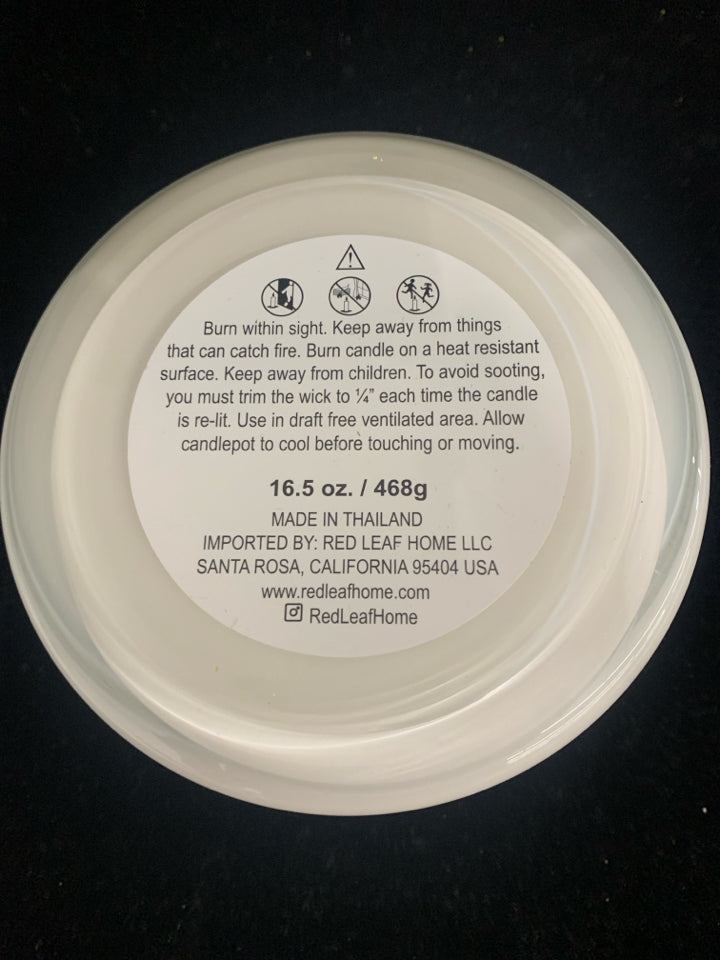 Burn within sight. Keep away from things
that can catch fire. Burn candle on a heat resistant
surface. Keep away from children. To avoid sooting,
you must trim the wick to ¼” each time the candle
is re-lit. Use in draft free ventilated area. Allow
candlepot to cool before touching or moving.
16.5 oz. / 468g
MADE IN THAILAND
IMPORTED BY: RED LEAF HOME LLC
SANTA ROSA, CALIFORNIA 95404 USA
www.redleafhome.com
RedLeafHome